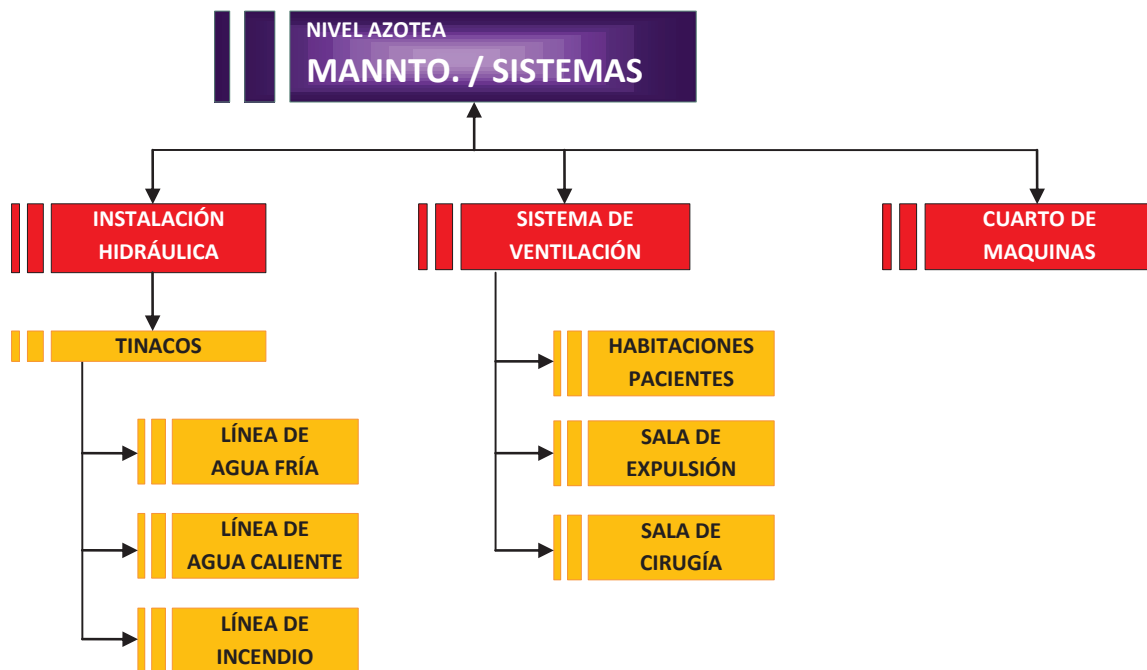 NIVEL AZOTEA
MANNTO. / SISTEMAS
INSTALACIÓN
HIDRÁULICA
SISTEMA DE
VENTILACIÓN
CUARTO DE
MAQUINAS
TINACOS
LÍNEA DE
AGUA FRÍA
LÍNEA DE
AGUA CALIENTE
LÍNEA DE
INCENDIO
HABITACIONES
PACIENTES
SALA DE
EXPULSIÓN
SALA DE
CIRUGÍA